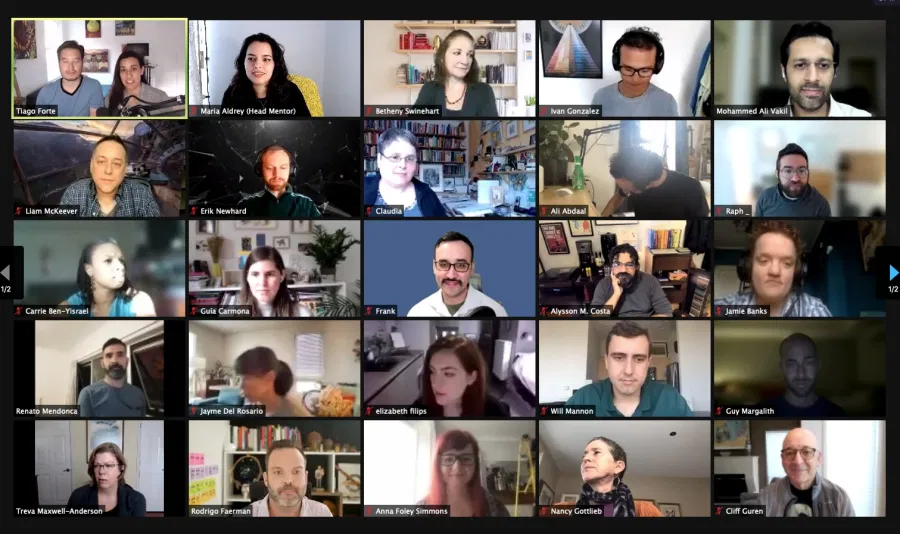 Tiago Forte
Maria Aldrey (Head Mentor)
Betheny Swinehart
Ivan Gonzalez
Mohammed Ali Vakil
Liam McKeever
Erik Newhard
Claudia
Ali Abdaal
Raph _
1/2
1/2
Carrie Ben-Yisrael
Guia Carmona
Frank
Alysson M. Costa
Jamie Banks
Renato Mendonca
Jayme Del Rosario
elizabeth filips
Will Mannon
Guy Margalith
Treva Maxwell-Anderson
Rodrigo Faerman
Anna Foley Simmons
Nancy Gottlieb
Cliff Guren